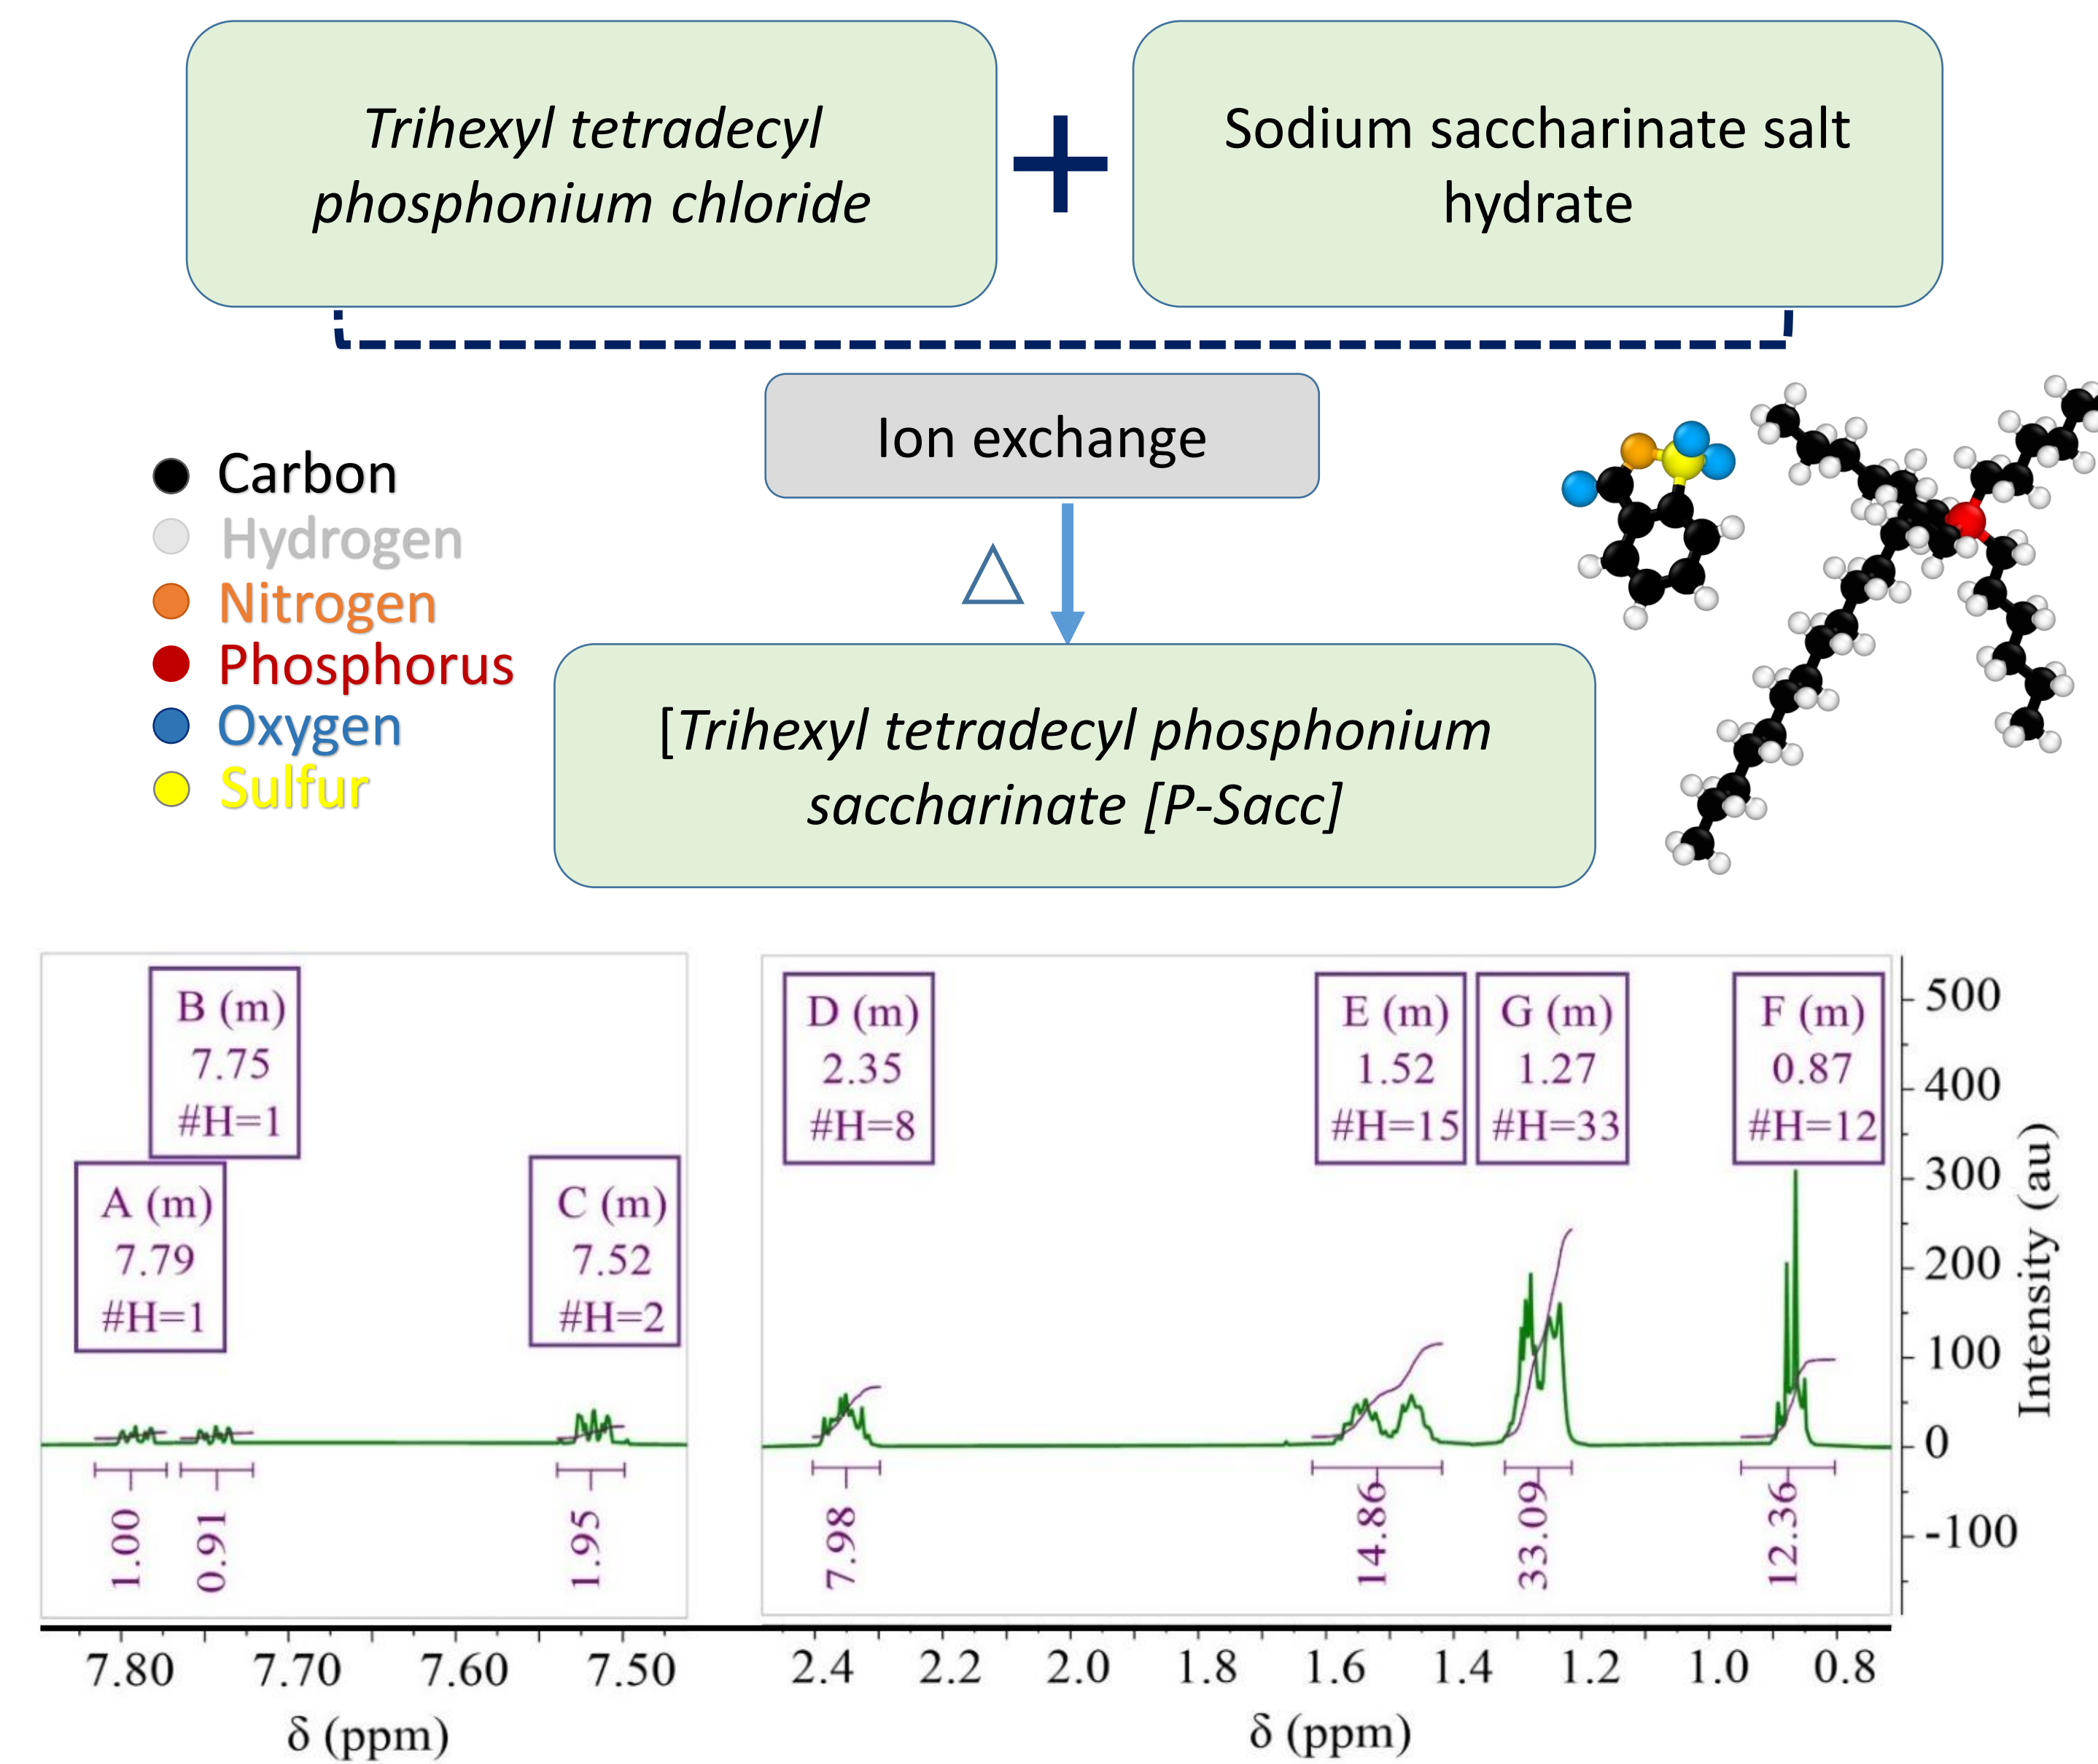 Trihexyl tetradecyl
phosphonium chloride
+
Sodium saccharinate salt
hydrate
Ion exchange
△
Carbon
Hydrogen
Nitrogen
Phosphorus
Oxygen
Sulfur
[Trihexyl tetradecyl phosphonium
saccharinate [P-Sacc]
B (m)
7.75
#H=1
A (m)
7.79
#H=1
C (m)
7.52
#H=2
D (m)
2.35
#H=8
E (m)
1.52
#H=15
G (m)
1.27
#H=33
F (m)
0.87
#H=12
500
400
300
200
100
0
-100
Intensity (au)
1.00
0.91
1.95
7.98
14.86
33.09
12.36
7.80 7.70 7.60 7.50
δ (ppm)
2.4 2.2 2.0 1.8 1.6 1.4 1.2 1.0 0.8
δ (ppm)